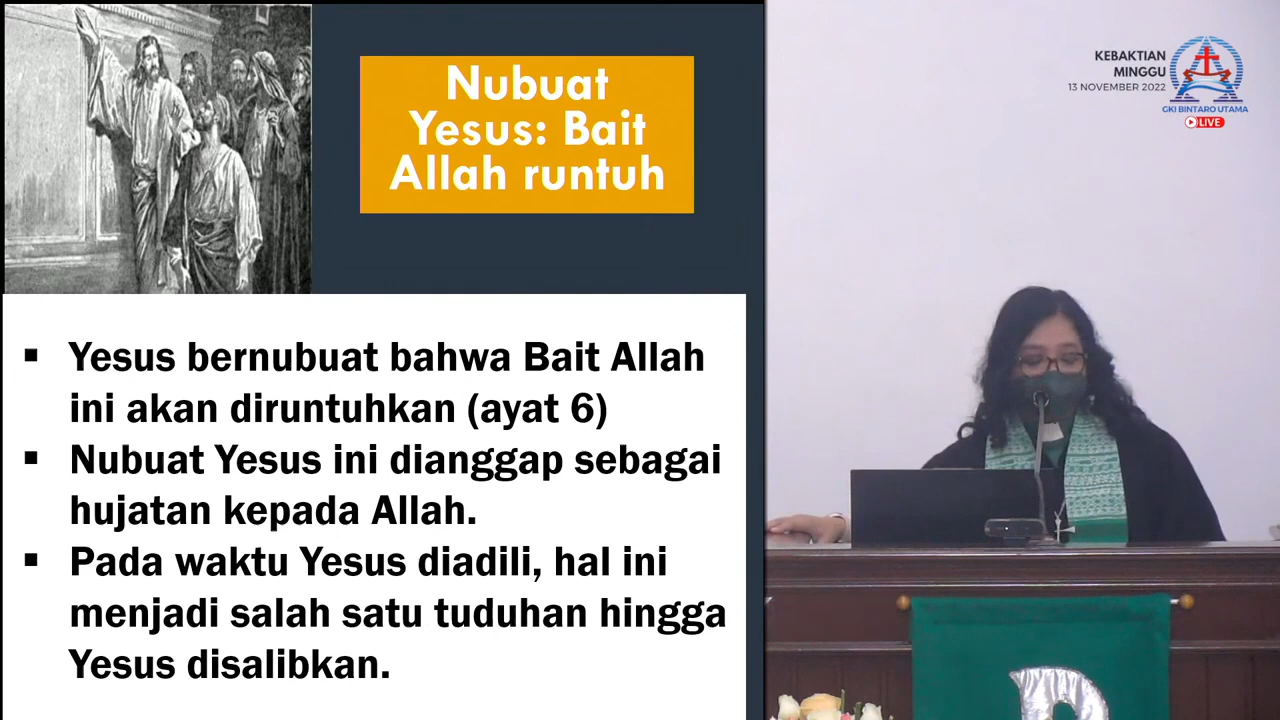 Nubuat
Yesus: Bait
Allah runtuh
▪ Yesus bernubuat bahwa Bait Allah
ini akan diruntuhkan (ayat 6)
▪ Nubuat Yesus ini dianggap sebagai
hujatan kepada Allah.
▪ Pada waktu Yesus diadili, hal ini
menjadi salah satu tuduhan hingga
Yesus disalibkan.
KEBAKTIAN
MINGGU
13 NOVEMBER 2022
GKI BINTARO UTAMA
LIVE